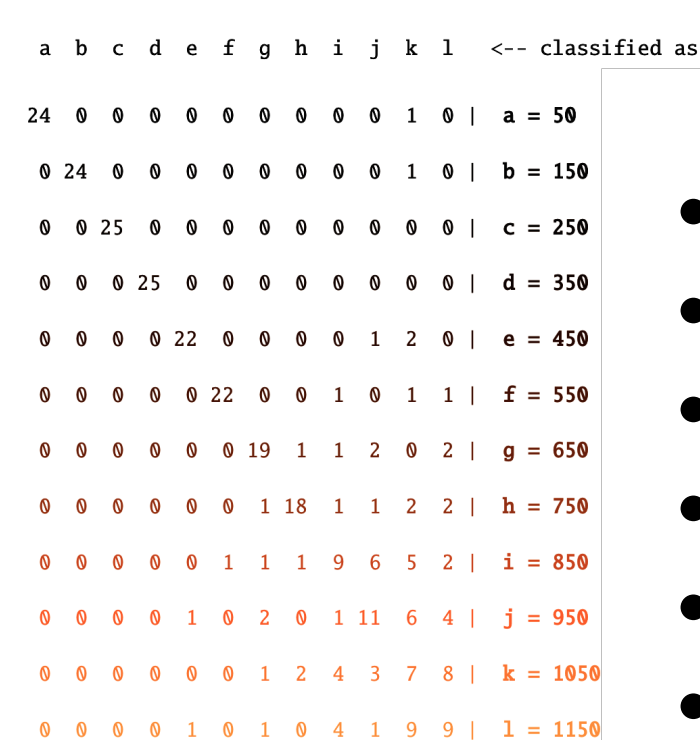 a b c d e f g h i j k l <-- classified as
24 0 0 0 0 0 0 0 0 0 1 0 | a = 50
0 24 0 0 0 0 0 0 0 0 1 0 | b = 150
0 0 25 0 0 0 0 0 0 0 0 0 | c = 250
0 0 0 25 0 0 0 0 0 0 0 0 | d = 350
0 0 0 0 22 0 0 0 0 1 2 0 | e = 450
0 0 0 0 0 22 0 0 1 0 1 1 | f = 550
0 0 0 0 0 0 19 1 1 2 0 2 | g = 650
0 0 0 0 0 0 1 18 1 1 2 2 | h = 750
0 0 0 0 0 1 1 1 9 6 5 2 | i = 850
0 0 0 0 1 0 2 0 1 11 6 4 | j = 950
0 0 0 0 0 0 1 2 4 3 7 8 | k = 1050
0 0 0 0 1 0 1 0 4 1 9 9 | l = 1150